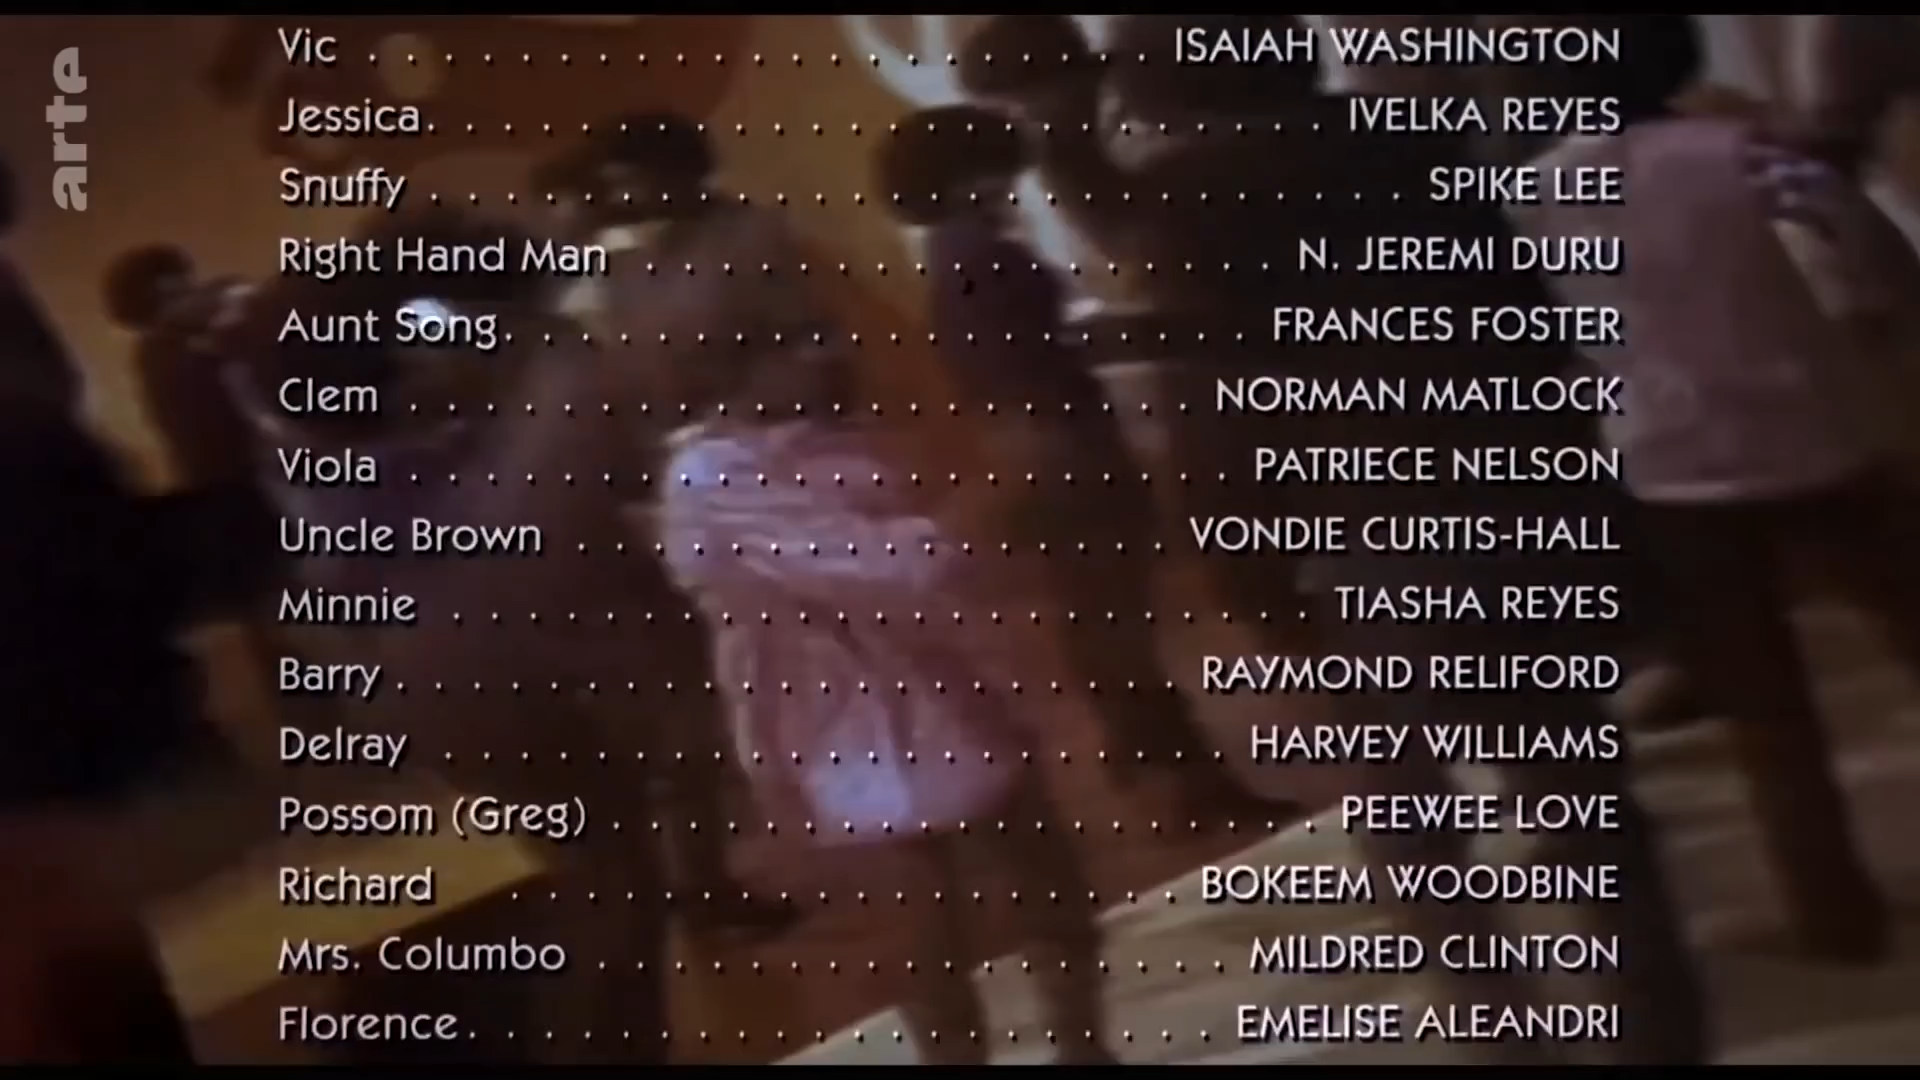 arte
Vic . . . . . . . . . . . . . . . . . . . . . ISAIAH WASHINGTON
Jessica. . . . . . . . . . . . . . . . . . . . . . . . IVELKA REYES
Snuffy . . . . . . . . . . . . . . . . . . . . . . . . . . SPIKE LEE
Right Hand Man . . . . . . . . . . . . . . . . . N. JEREMI DURU
Aunt Song. . . . . . . . . . . . . . . . . . . . FRANCES FOSTER
Clem . . . . . . . . . . . . . . . . . . . . . NORMAN MATLOCK
Viola . . . . . . . . . . . . . . . . . . . . . . PATRIECE NELSON
Uncle Brown . . . . . . . . . . . . . . . . VONDIE CURTIS-HALL
Minnie . . . . . . . . . . . . . . . . . . . . . . . TIASHA REYES
Barry . . . . . . . . . . . . . . . . . . . . . RAYMOND RELIFORD
Delray . . . . . . . . . . . . . . . . . . . . . HARVEY WILLIAMS
Possom (Greg) . . . . . . . . . . . . . . . . . . . PEEWEE LOVE
Richard . . . . . . . . . . . . . . . . . . BOKEEM WOODBINE
Mrs. Columbo . . . . . . . . . . . . . . . . . MILDRED CLINTON
Florence. . . . . . . . . . . . . . . . . . . . EMELISE ALEANDRI